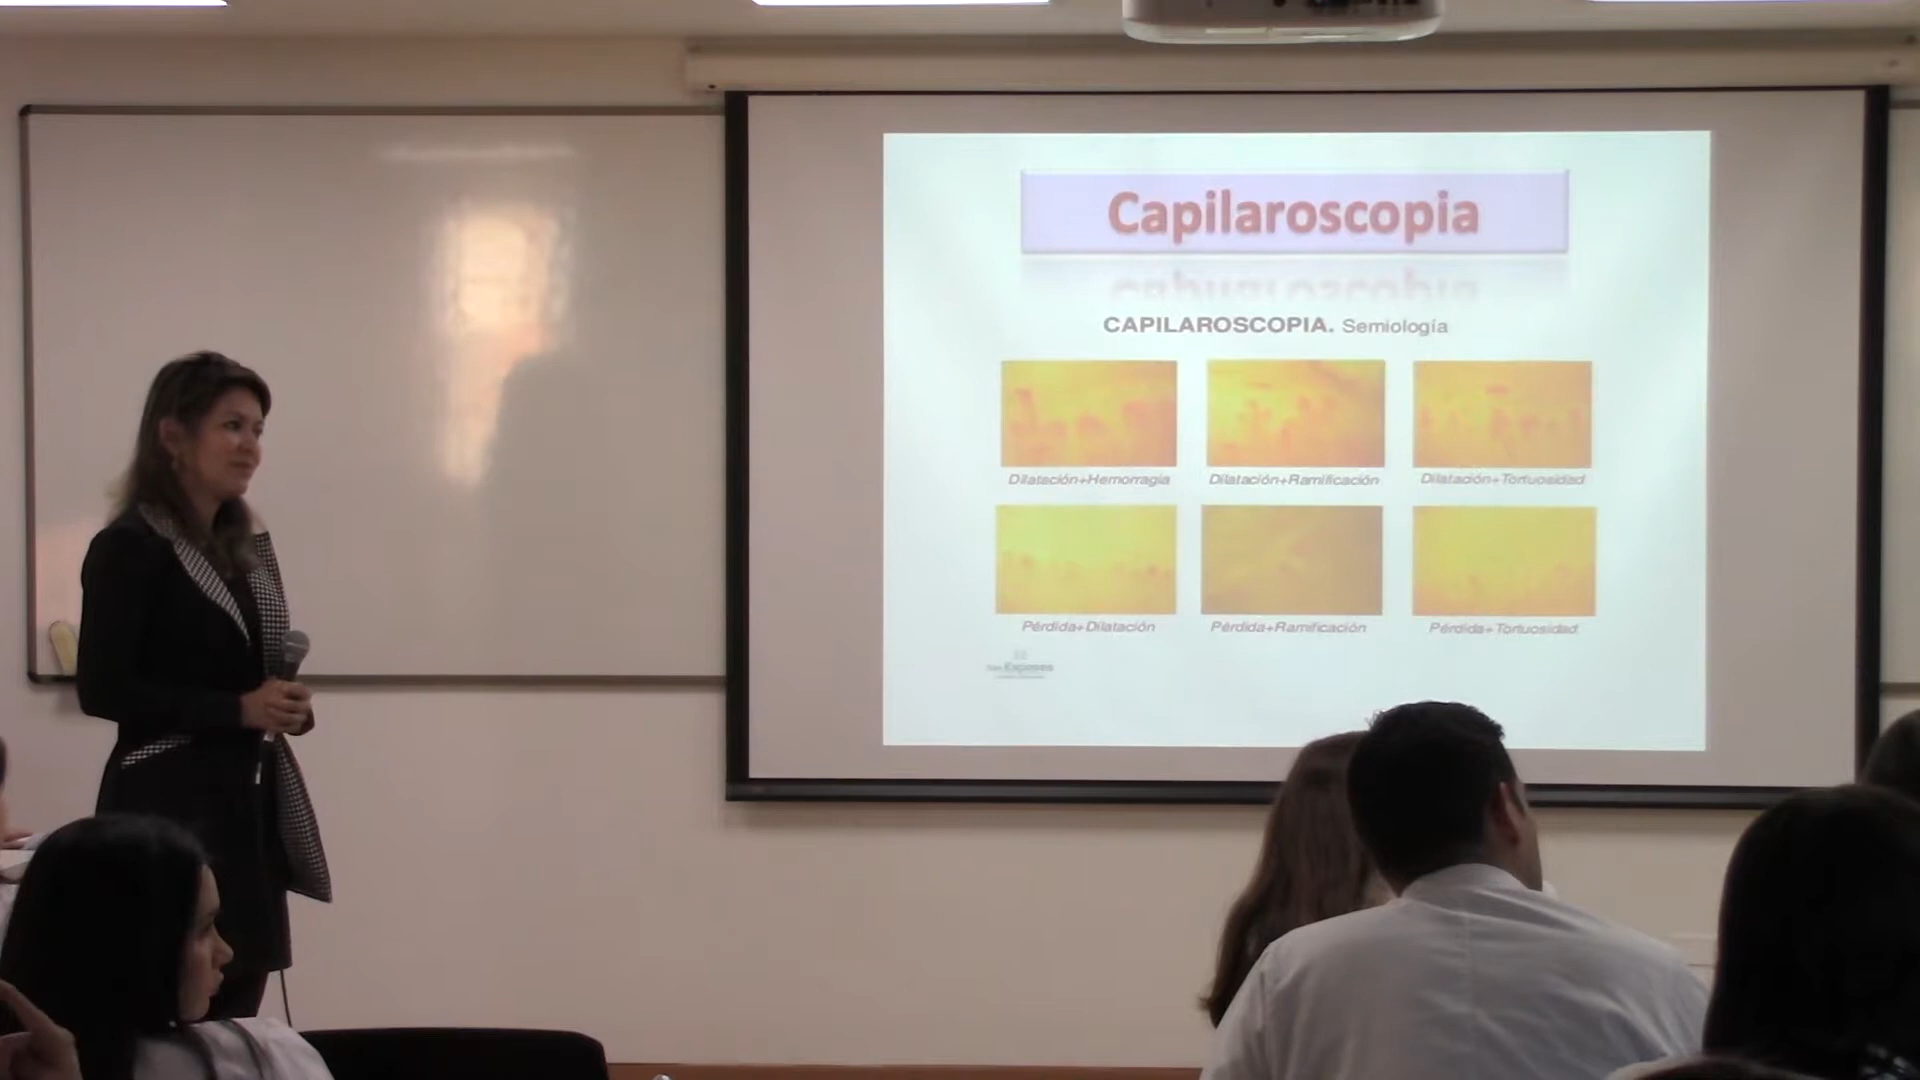 Capilaroscopia
CAPILAROSCOPIA. Semiología
Dilatación+Hemorragia
Dilatación+Ramificación
Dilatación+Tortuosidad
Pérdida+Dilatación
Pérdida+Ramificación
Pérdida+Tortuosidad